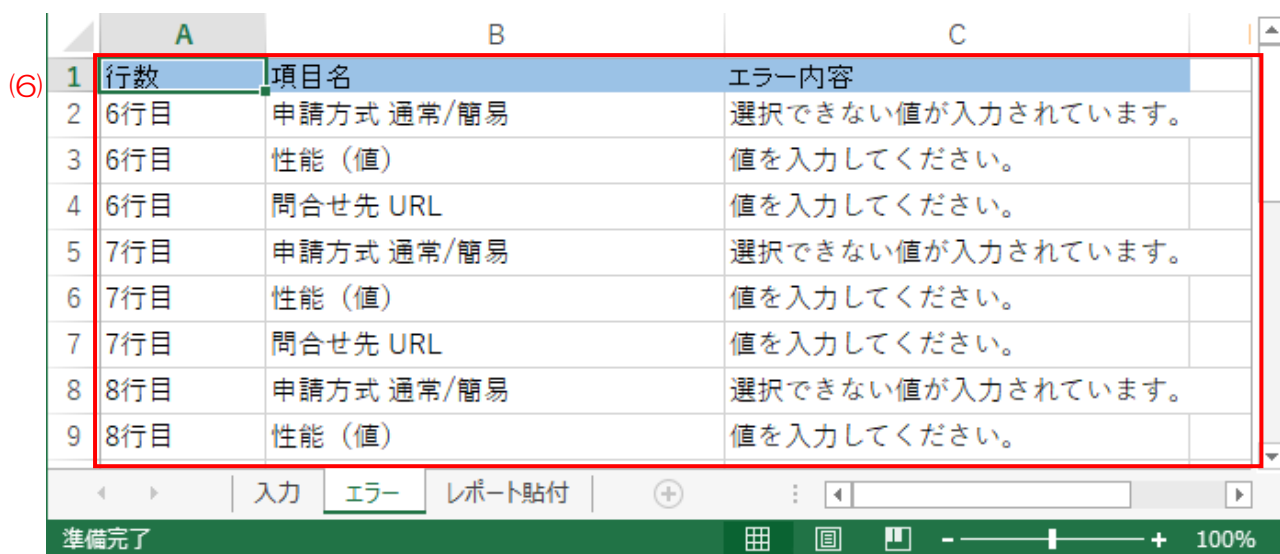 A B C
(6)
1 行数 項目名 エラー内容
2 6行目 申請方式 通常/簡易 選択できない値が入力されています。
3 6行目 性能（値） 値を入力してください。
4 6行目 問合せ先 URL 値を入力してください。
5 7行目 申請方式 通常/簡易 選択できない値が入力されています。
6 7行目 性能（値） 値を入力してください。
7 7行目 問合せ先 URL 値を入力してください。
8 8行目 申請方式 通常/簡易 選択できない値が入力されています。
9 8行目 性能（値） 値を入力してください。
入力 エラー レポート貼付
準備完了 100%